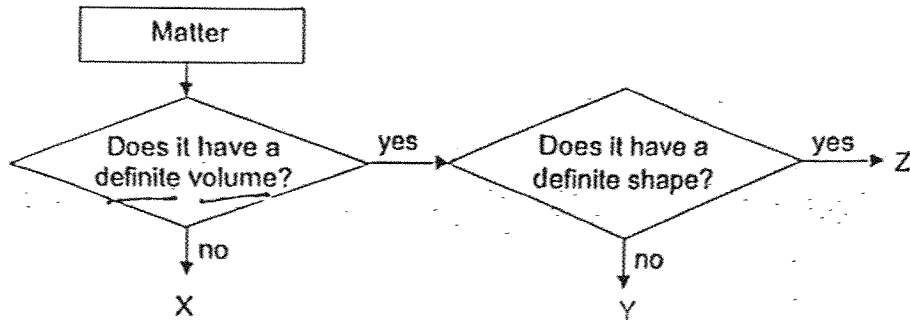 Matter
Does it have a
definite volume?
yes
no
X
Does it have a
definite shape?
yes
Z
no
Y